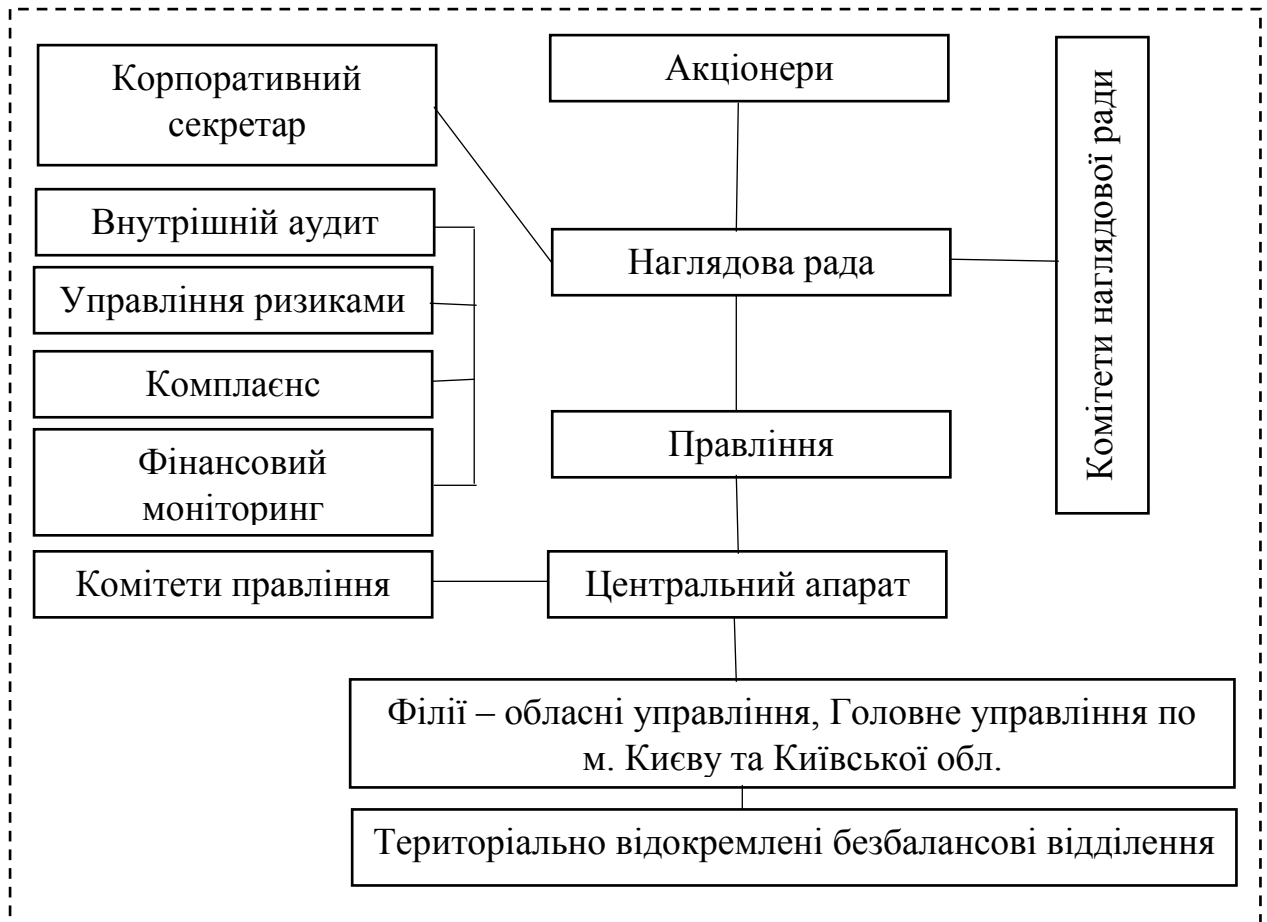 Корпоративний
секретар
Акціонери
Комітети наглядової ради
Внутрішній аудит
Наглядова рада
Управління ризиками
Комплаєнс
Правління
Фінансовий
моніторинг
Комітети правління
Центральний апарат
Філії – обласні управління, Головне управління по
м. Києву та Київської обл.
Територіально відокремлені безбалансові відділення